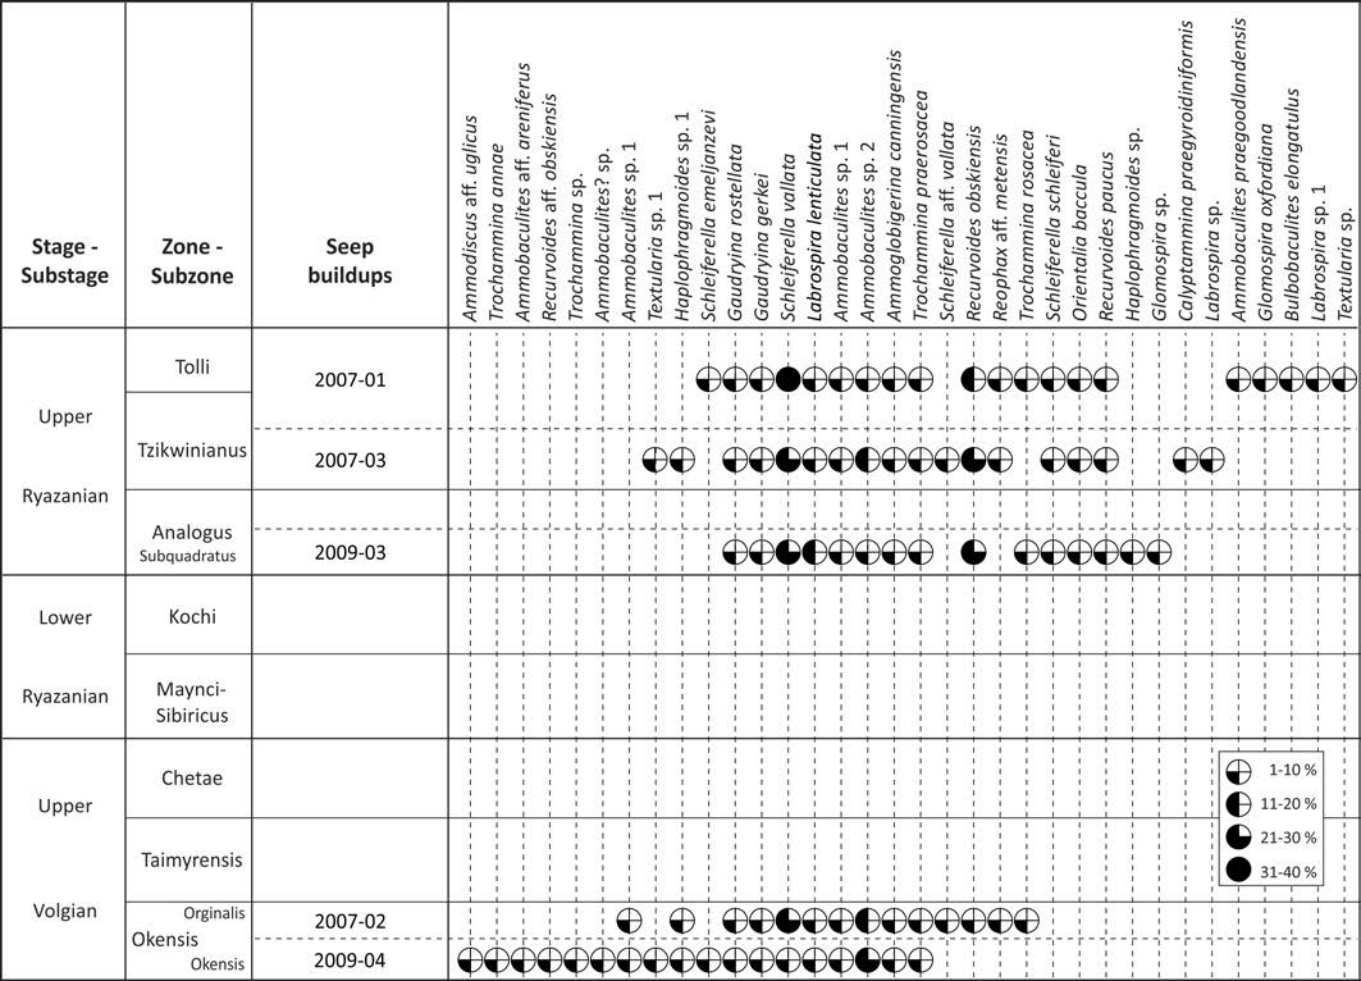 Stage -
Substage
Zone -
Subzone
Seep
buildups
Ammodiscus aff. uglicus
Trochammina annae
Ammobaculites aff. areniferus
Recurvoides aff. obskiensis
Trochammina sp.
Ammobaculites? sp.
Ammobaculites sp. 1
Textularia sp. 1
Haplophragmoides sp. 1
Schleiferella emeljanzevi
Gaudryina rostellata
Gaudryina gerkei
Schleiferella vallata
Labrospira lenticulata
Ammobaculites sp. 1
Ammobaculites sp. 2
Ammoglobigerina canningensis
Trochammina praerosacea
Schleiferella aff. vallata
Recurvoides obskiensis
Reophax aff. metensis
Trochammina rosacea
Schleiferella schleiferi
Orientalia baccula
Recurvoides paucus
Haplophragmoides sp.
Glomospira sp.
Calyptammina praegyroidiniformis
Labrospira sp.
Ammobaculites praegoodlandensis
Glomospira oxfordiana
Bulbobaculites elongatulus
Labrospira sp. 1
Textularia sp.
Upper
Ryazanian
Tolli
2007-01
Tzikwinianus
2007-03
Analogus
Subquadratus
2009-03
Lower
Ryazanian
Kochi
Maynci-
Sibiricus
Upper
Volgian
Chetae
Taimyrensis
Orginalis
2007-02
Okensis
Okensis
2009-04
1-10 %
11-20 %
21-30 %
31-40 %